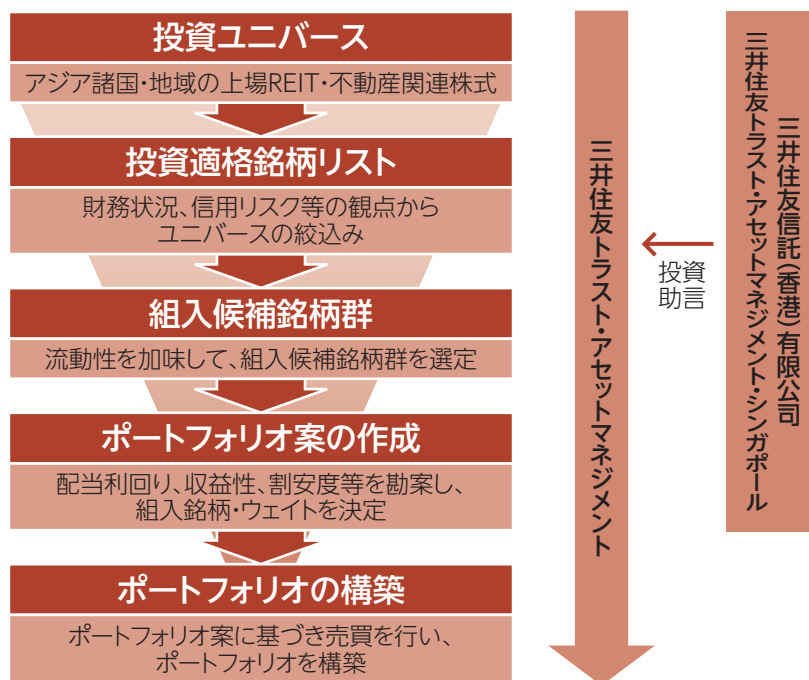 投資ユニバース
アジア諸国・地域の上場REIT・不動産関連株式
投資適格銘柄リスト
財務状況、信用リスク等の観点から
ユニバースの絞込み
組入候補銘柄群
流動性を加味して、組入候補銘柄群を選定
ポートフォリオ案の作成
配当利回り、収益性、割安度等を勘案し、
組入銘柄・ウェイトを決定
ポートフォリオの構築
ポートフォリオ案に基づき売買を行い、
ポートフォリオを構築
三井住友トラスト・アセットマネジメント
投資
助言
三井住友信託(香港)有限公司
三井住友トラスト・アセットマネジメント・シンガポール